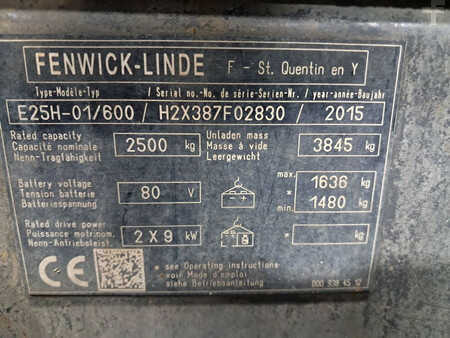 FENWICK-LINDE F - St. Quentin en Y
Type-Modèle-Typ / Serial no.-No. de série-Serien-Nr. / year-année-Baujahr
E25H-01/600 / H2X387F02830 / 2015
Rated capacity
Capacité nominale
Nenn-Tragfähigkeit
2500 kg
Unladen mass
Masse à vide
Leergewicht
3845 kg
Battery voltage
Tension batterie
Batteriespannung
80 V
max. 1636 kg
*
min. 1480 kg
Rated drive power
Puissance motri.nom.
Nenn-Antriebsleist.
2 X 9 kW
* kg
CE
* see Operating instructions
voir Mode d'emploi
siehe Betriebsanleitung
000 938 45 12